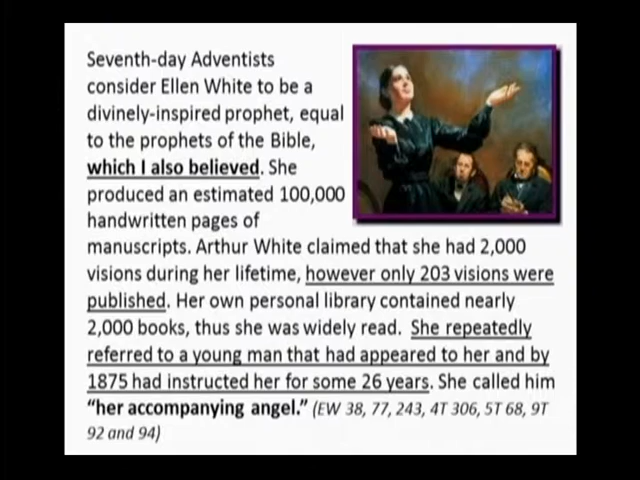 Seventh-day Adventists
consider Ellen White to be a
divinely-inspired prophet, equal
to the prophets of the Bible,
which I also believed. She
produced an estimated 100,000
handwritten pages of
manuscripts. Arthur White claimed that she had 2,000
visions during her lifetime, however only 203 visions were
published. Her own personal library contained nearly
2,000 books, thus she was widely read. She repeatedly
referred to a young man that had appeared to her and by
1875 had instructed her for some 26 years. She called him
“her accompanying angel.” (EW 38, 77, 243, 4T 306, 5T 68, 9T
92 and 94)